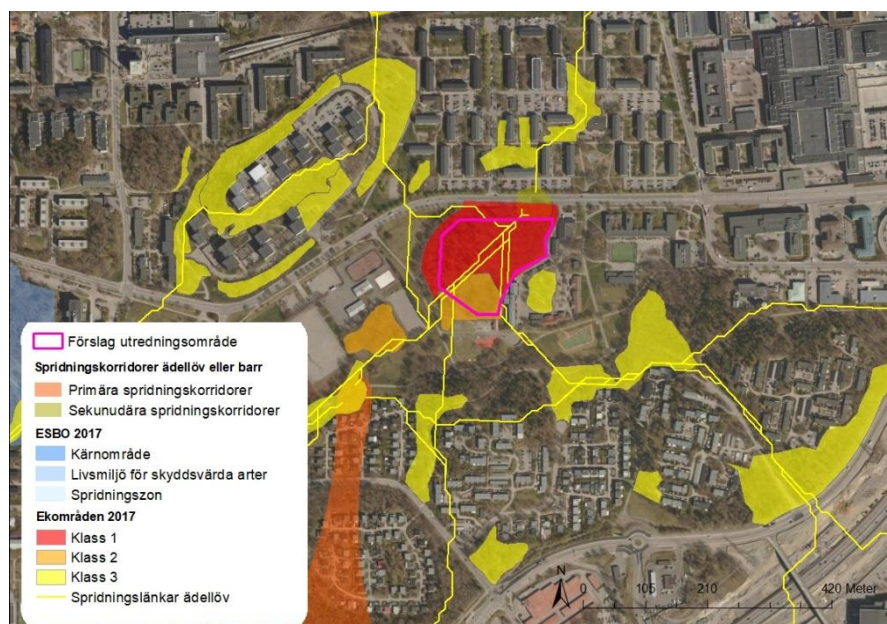 Förslag utredningsområde
Spridningskorridorer ädellöv eller barr
Primära spridningskorridorer
Sekundära spridningskorridorer
ESBO 2017
Kärnområde
Livsmiljö för skyddsvärda arter
Spridningszon
Ekområden 2017
Klass 1
Klass 2
Klass 3
Spridningslänkar ädellöv
N
0 105 210 420 Meter